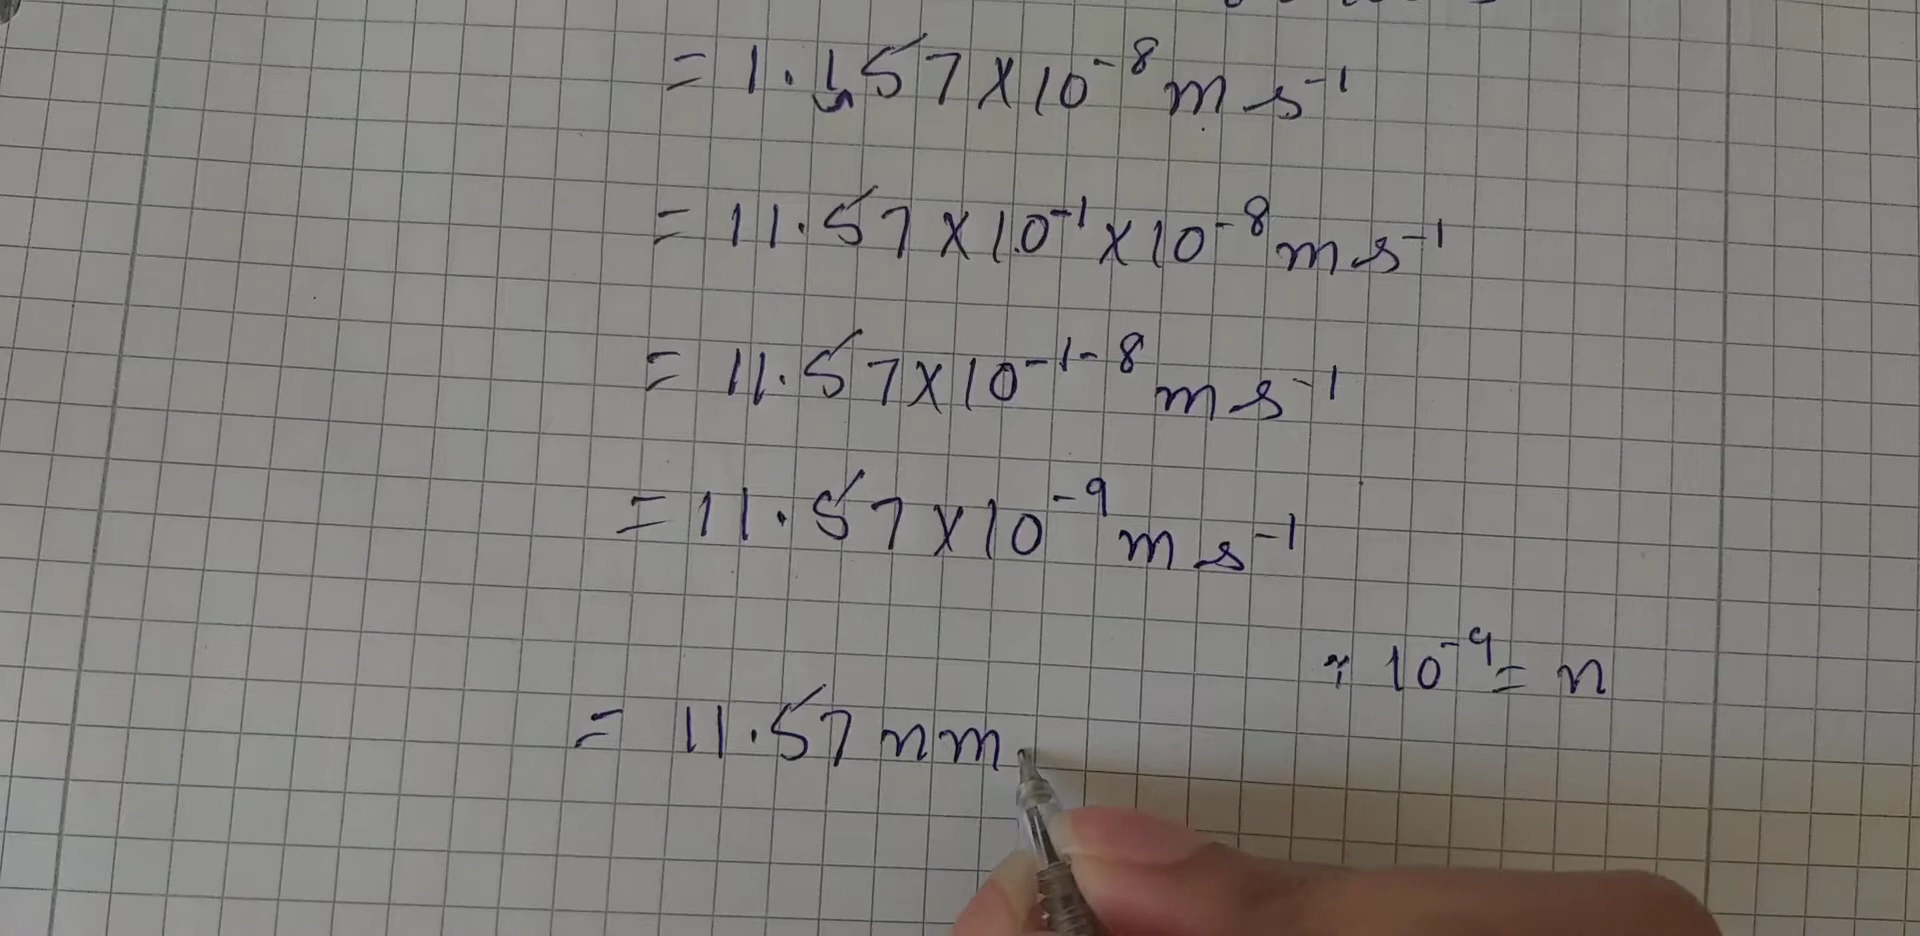 = 1.157 × 10⁻⁸ m s⁻¹
= 11.57 × 10⁻¹ × 10⁻⁸ m s⁻¹
= 11.57 × 10⁻¹⁻⁸ m s⁻¹
= 11.57 × 10⁻⁹ m s⁻¹
∵ 10⁻⁹ = n
= 11.57 nm